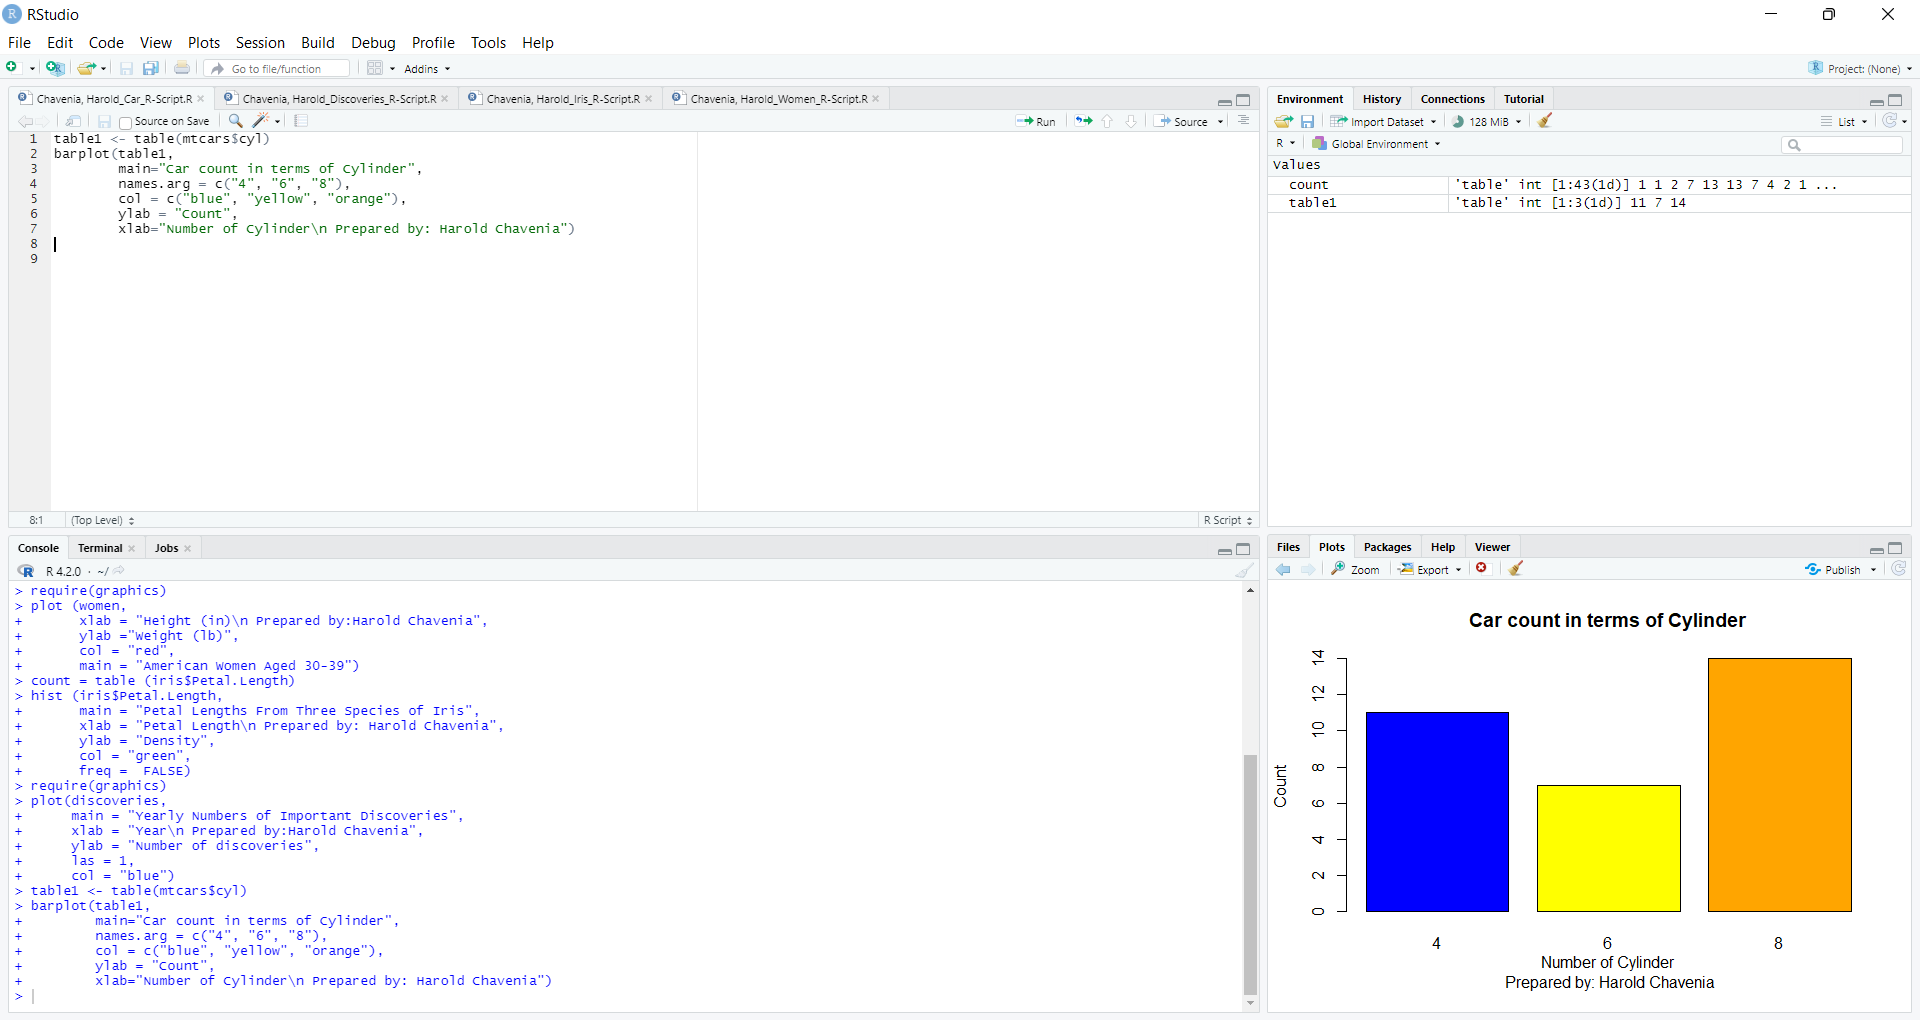 RStudio
File Edit Code View Plots Session Build Debug Profile Tools Help
Go to file/function Addins Project: (None)
Chavenia, Harold_Car_R-Script.R Chavenia, Harold_Discoveries_R-Script.R Chavenia, Harold_Iris_R-Script.R Chavenia, Harold_Women_R-Script.R
Source on Save Run Source
1 table1 <- table(mtcars$cyl)
2 barplot(table1,
3 main="Car count in terms of Cylinder",
4 names.arg = c("4", "6", "8"),
5 col = c("blue", "yellow", "orange"),
6 ylab = "Count",
7 xlab="Number of Cylinder\n Prepared by: Harold Chavenia")
8
9
8:1 (Top Level) R Script
Console Terminal Jobs
R 4.2.0 · ~/
> require(graphics)
> plot (women,
+ xlab = "Height (in)\n Prepared by:Harold Chavenia",
+ ylab ="Weight (lb)",
+ col = "red",
+ main = "American Women Aged 30-39")
> count = table (iris$Petal.Length)
> hist (iris$Petal.Length,
+ main = "Petal Lengths From Three Species of Iris",
+ xlab = "Petal Length\n Prepared by: Harold Chavenia",
+ ylab = "Density",
+ col = "green",
+ freq = FALSE)
> require(graphics)
> plot(discoveries,
+ main = "Yearly Numbers of Important Discoveries",
+ xlab = "Year\n Prepared by:Harold Chavenia",
+ ylab = "Number of discoveries",
+ las = 1,
+ col = "blue")
> table1 <- table(mtcars$cyl)
> barplot(table1,
+ main="Car count in terms of Cylinder",
+ names.arg = c("4", "6", "8"),
+ col = c("blue", "yellow", "orange"),
+ ylab = "Count",
+ xlab="Number of Cylinder\n Prepared by: Harold Chavenia")
>
Environment History Connections Tutorial
Import Dataset 128 MiB List
R Global Environment
Values
count 'table' int [1:43(1d)] 1 1 2 7 13 13 7 4 2 1 ...
table1 'table' int [1:3(1d)] 11 7 14
Files Plots Packages Help Viewer
Zoom Export Publish
Car count in terms of Cylinder
Count
14
12
10
8
6
4
2
0
4 6 8
Number of Cylinder
Prepared by: Harold Chavenia